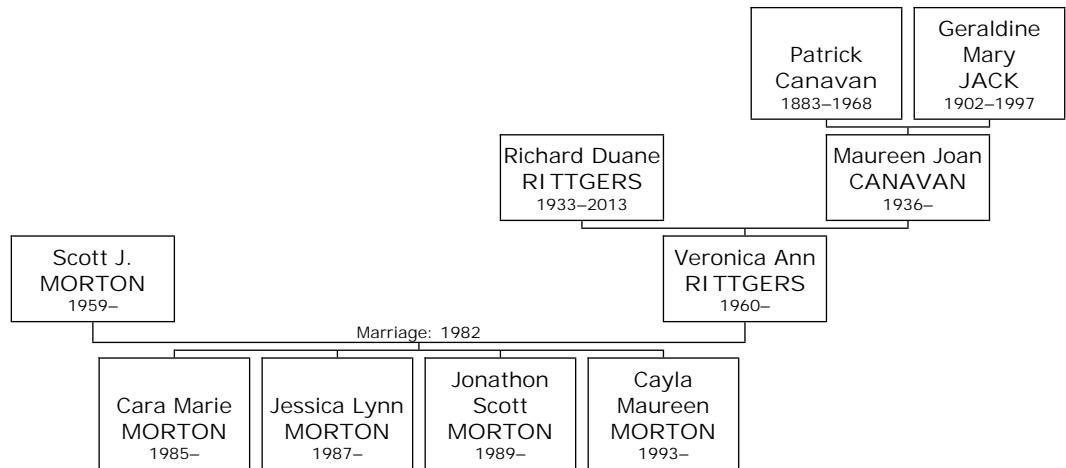 Patrick
Canavan
1883–1968
Geraldine
Mary
JACK
1902–1997
Richard Duane
RITTGERS
1933–2013
Maureen Joan
CANAVAN
1936–
Scott J.
MORTON
1959–
Veronica Ann
RITTGERS
1960–
Marriage: 1982
Cara Marie
MORTON
1985–
Jessica Lynn
MORTON
1987–
Jonathon
Scott
MORTON
1989–
Cayla
Maureen
MORTON
1993–